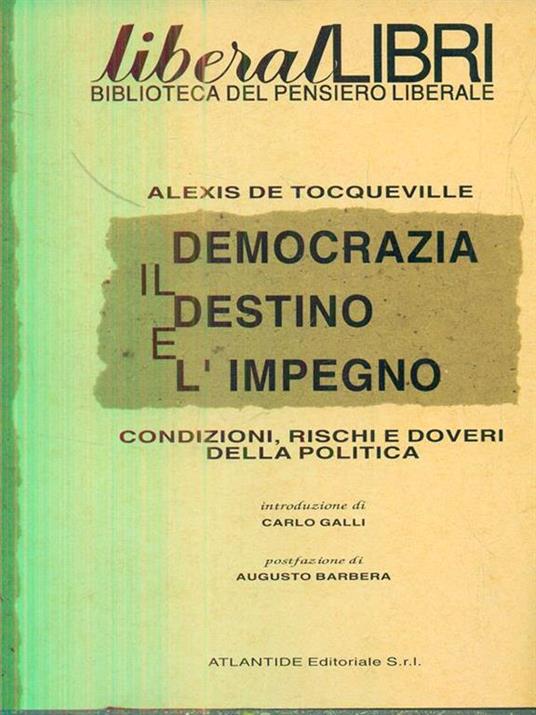 liberalLIBRI
BIBLIOTECA DEL PENSIERO LIBERALE
ALEXIS DE TOCQUEVILLE
DEMOCRAZIA
IL
DESTINO
E
L' IMPEGNO
CONDIZIONI, RISCHI E DOVERI
DELLA POLITICA
introduzione di
CARLO GALLI
postfazione di
AUGUSTO BARBERA
ATLANTIDE Editoriale S.r.l.